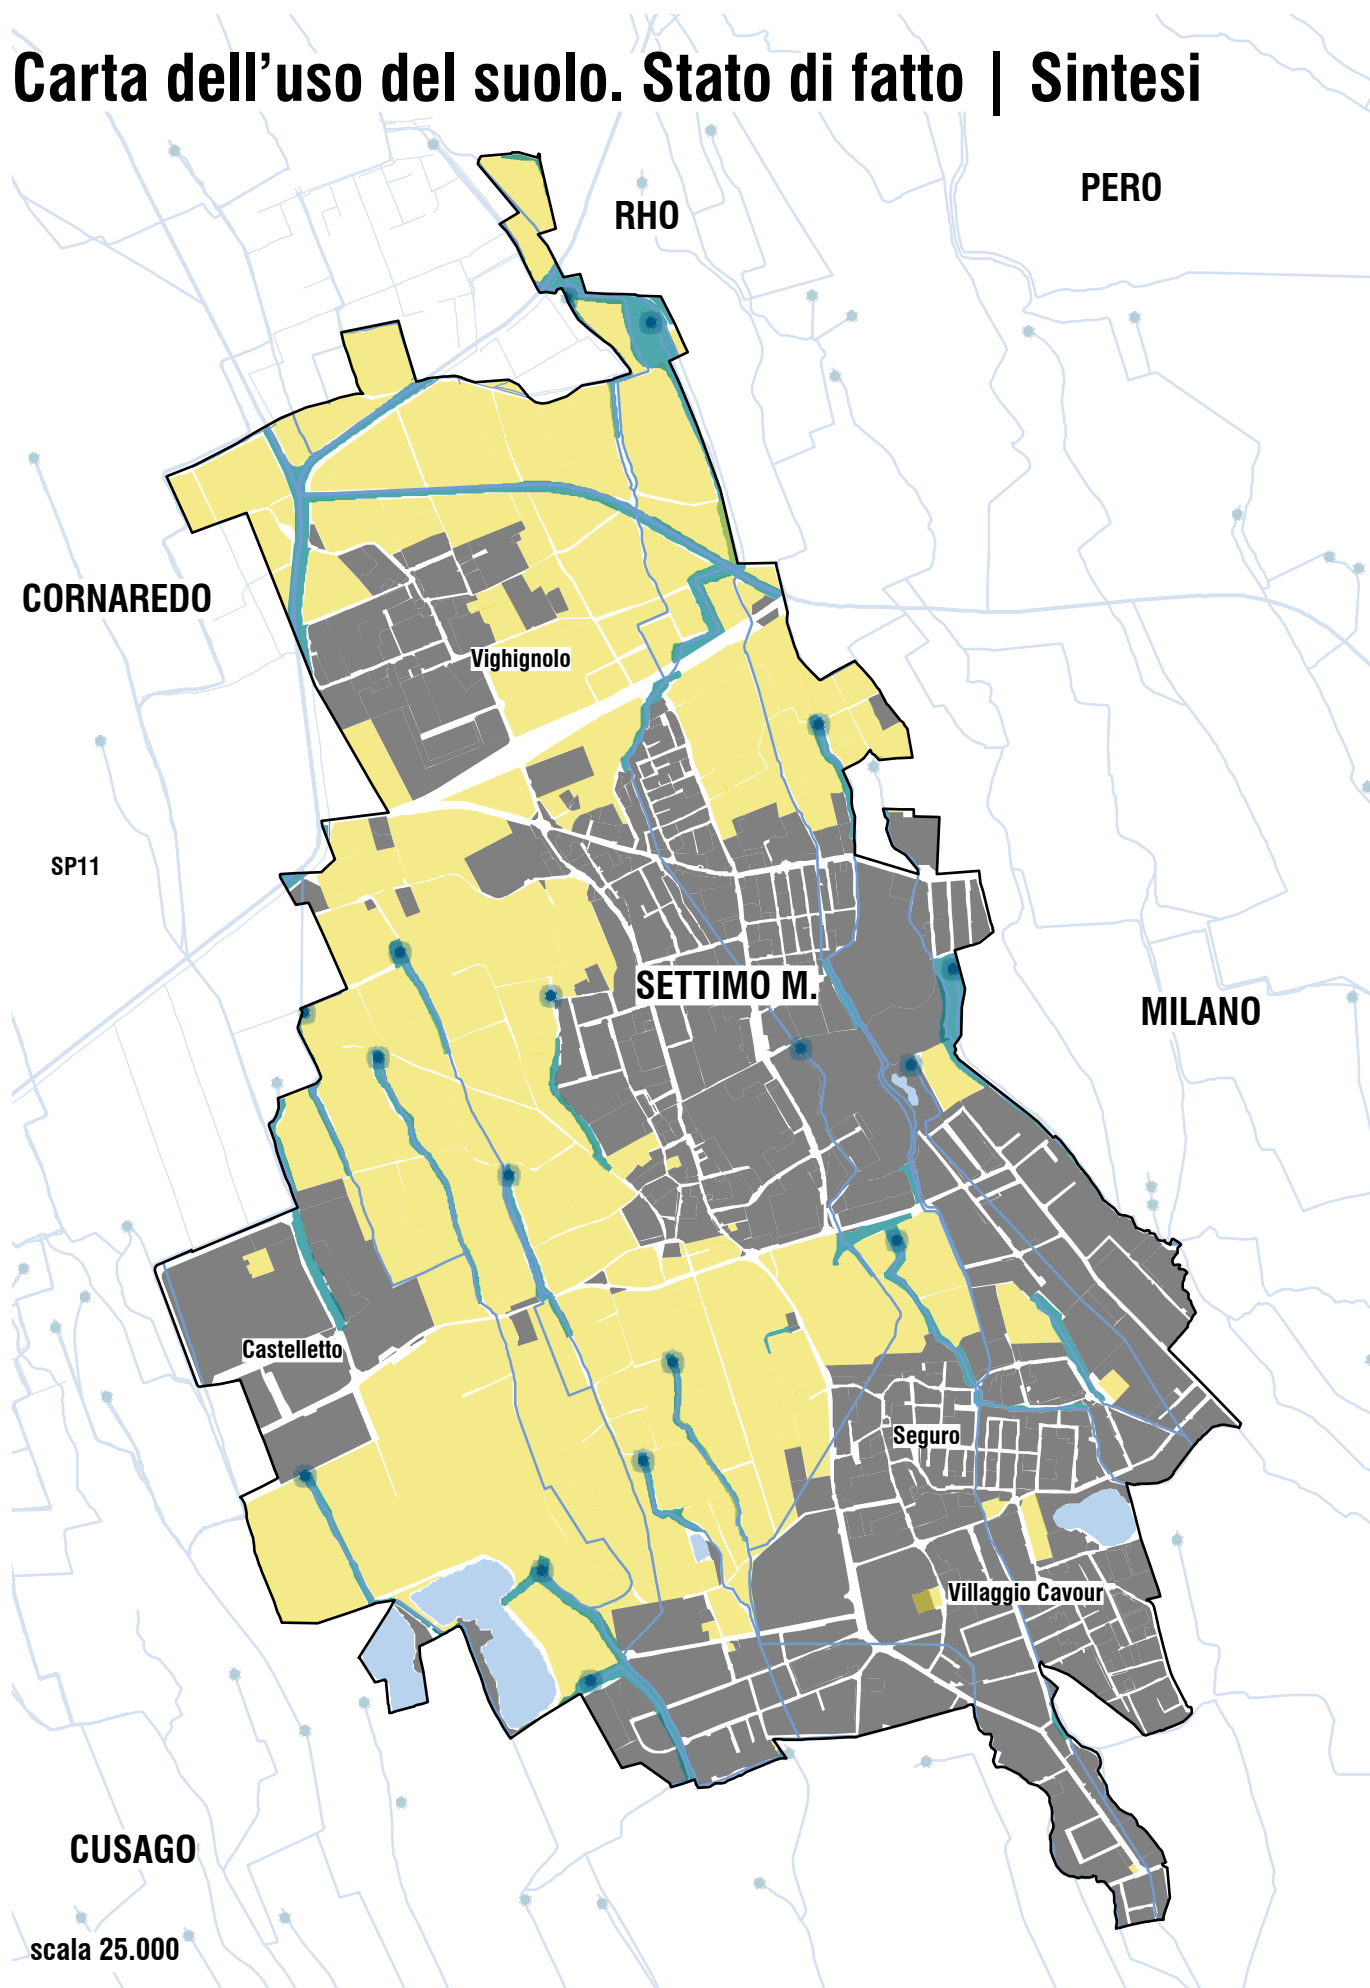 Carta dell'uso del suolo. Stato di fatto | Sintesi
PERO
RHO
CORNAREDO
Vighignolo
SP11
SETTIMO M.
MILANO
Castelletto
Seguro
Villaggio Cavour
CUSAGO
scala 25.000